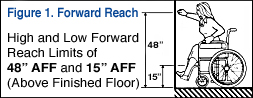 Figure 1. Forward Reach
High and Low Forward
Reach Limits of
48” AFF and 15” AFF
(Above Finished Floor)
48”
15”